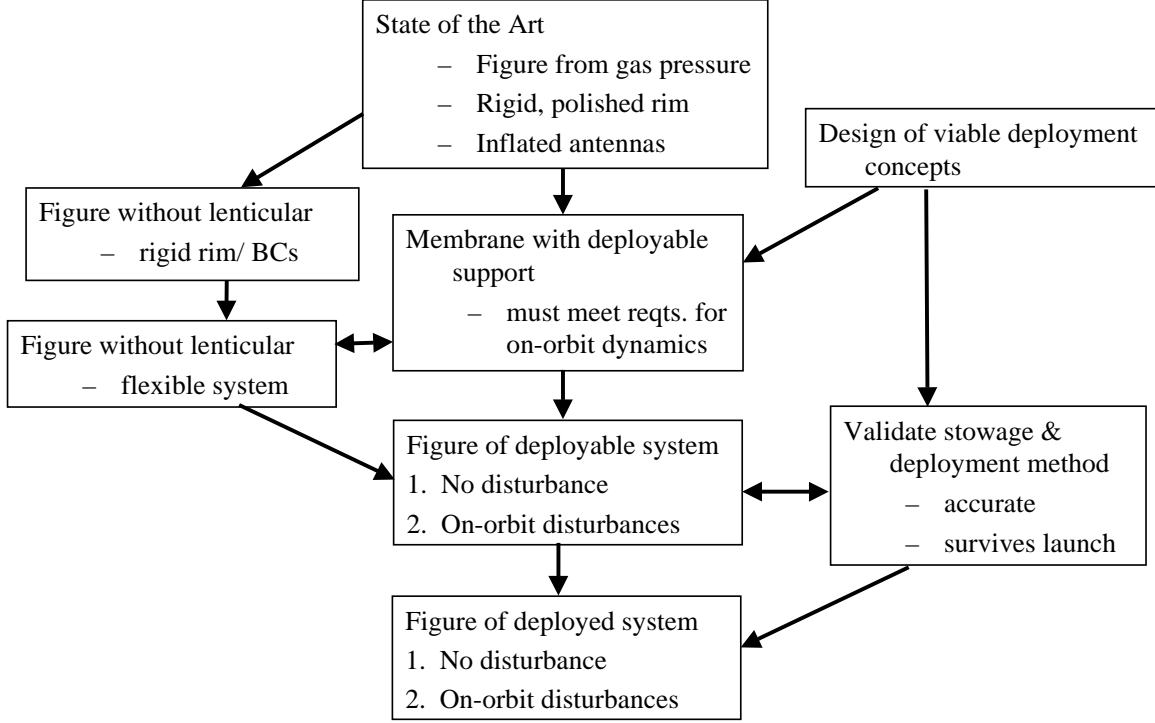 State of the Art
– Figure from gas pressure
– Rigid, polished rim
– Inflated antennas
Design of viable deployment
concepts
Figure without lenticular
– rigid rim/ BCs
Membrane with deployable
support
– must meet reqts. for
on-orbit dynamics
Figure without lenticular
– flexible system
Figure of deployable system
1. No disturbance
2. On-orbit disturbances
Validate stowage &
deployment method
– accurate
– survives launch
Figure of deployed system
1. No disturbance
2. On-orbit disturbances